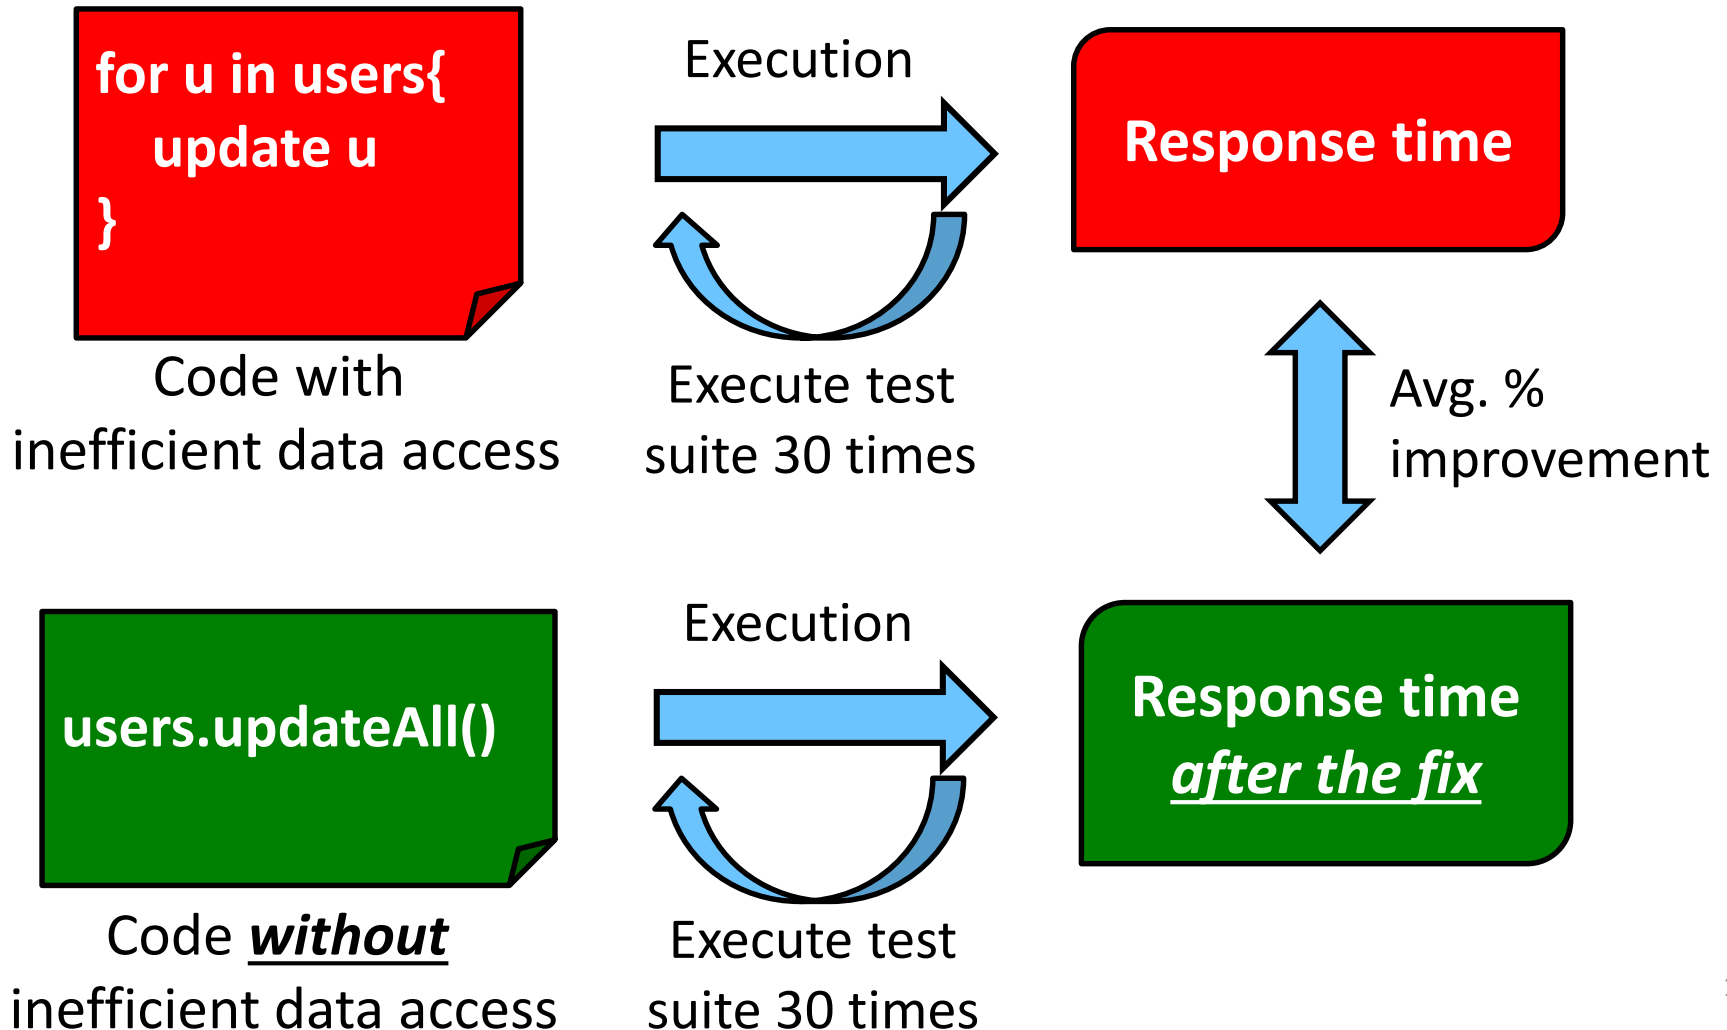 for u in users{
update u
}
Code with
inefficient data access
Execution
Execute test
suite 30 times
Response time
Avg. %
improvement
users.updateAll()
Code without
inefficient data access
Execution
Execute test
suite 30 times
Response time
after the fix